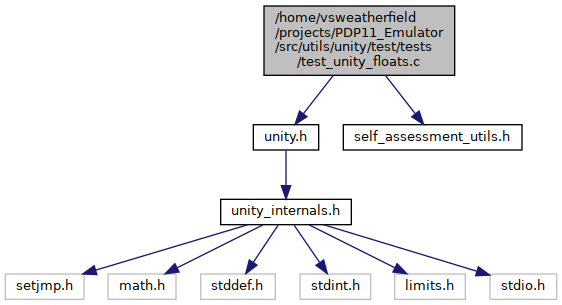 /home/vsweatherfield
/projects/PDP11_Emulator
/src/utils/unity/test/tests
/test_unity_floats.c
unity.h
self_assessment_utils.h
unity_internals.h
setjmp.h
math.h
stddef.h
stdint.h
limits.h
stdio.h